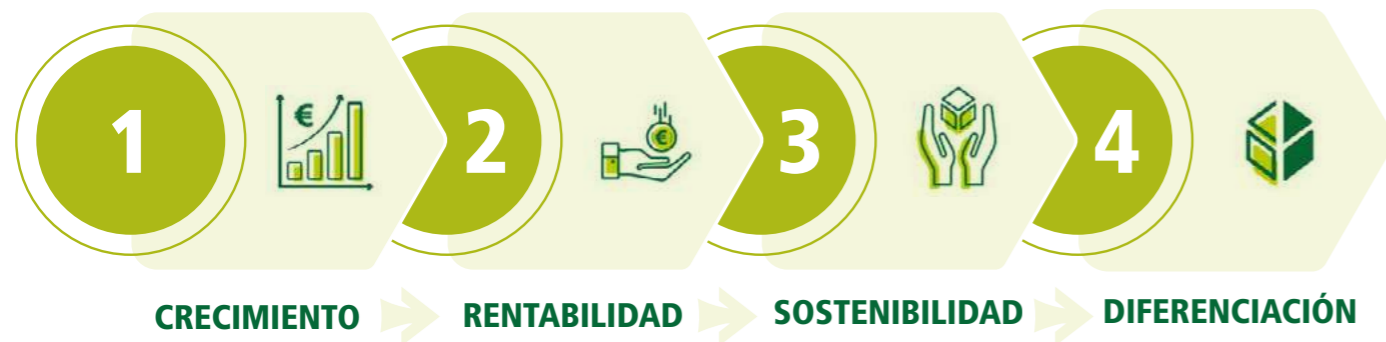 1 2 3 4
€ €
CRECIMIENTO RENTABILIDAD SOSTENIBILIDAD DIFERENCIACIÓN